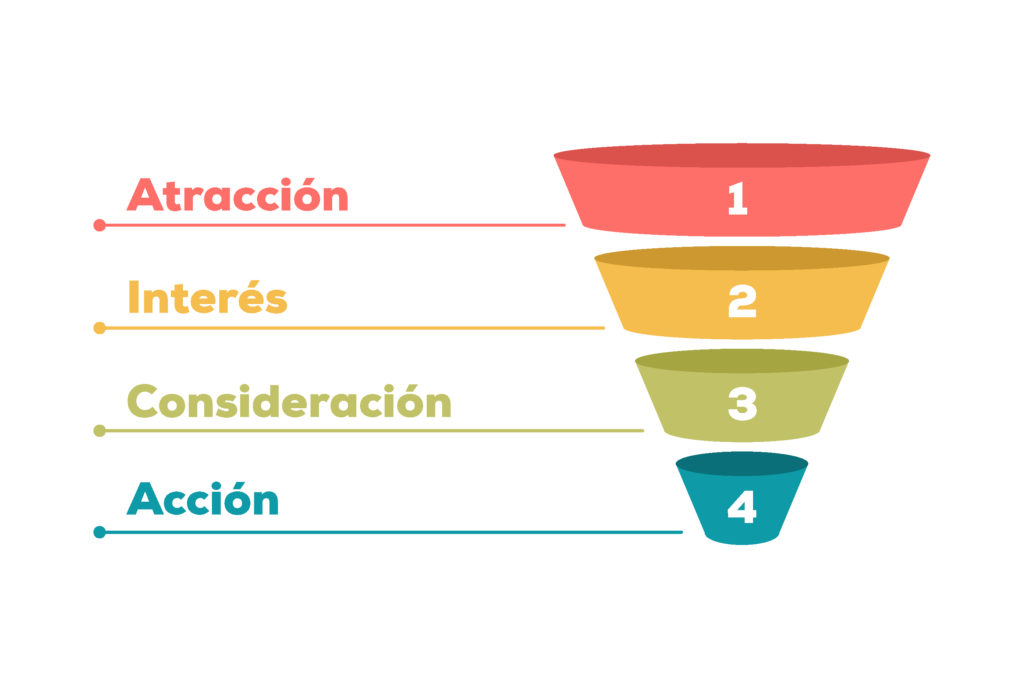 Atracción
1
Interés
2
Consideración
3
Acción
4